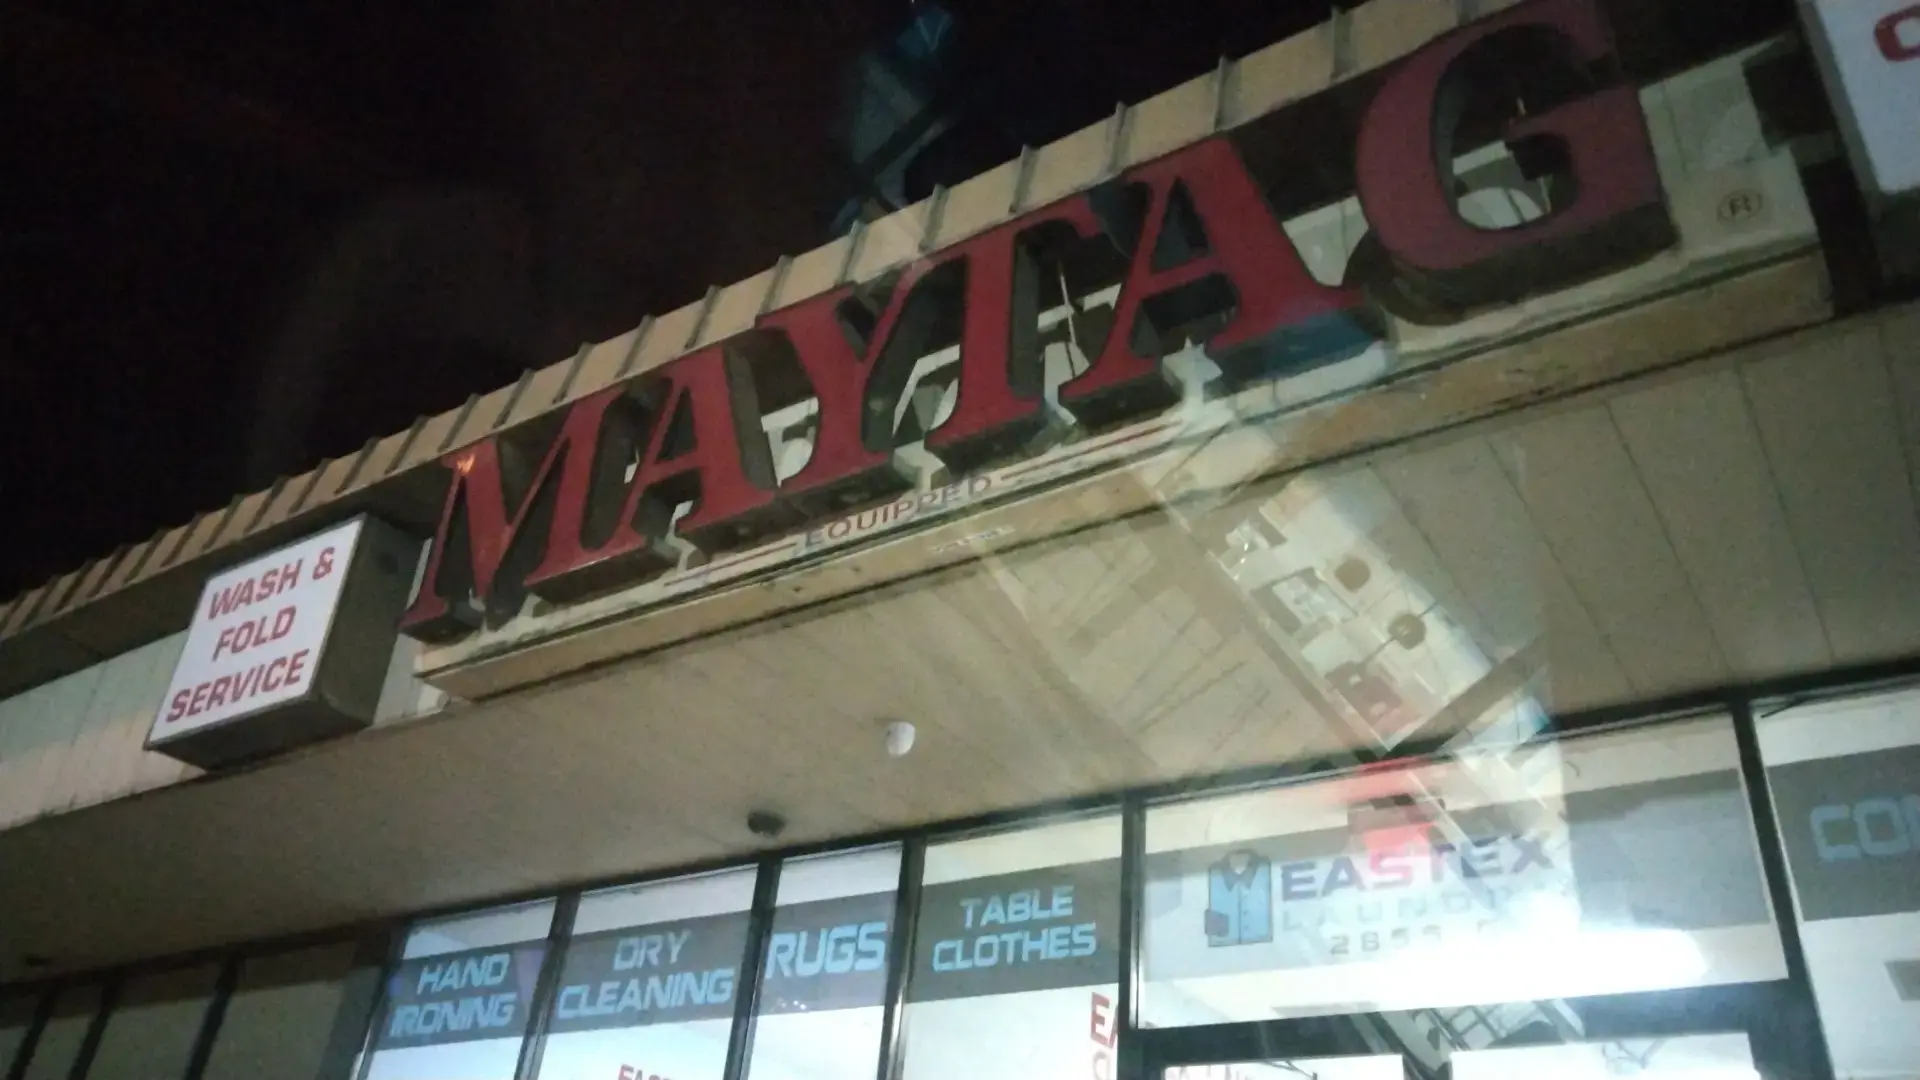 MAYTAG
®
EQUIPPED
WASH &
FOLD
SERVICE
HAND
IRONING
DRY
CLEANING
RUGS
TABLE
CLOTHES
EASTEX